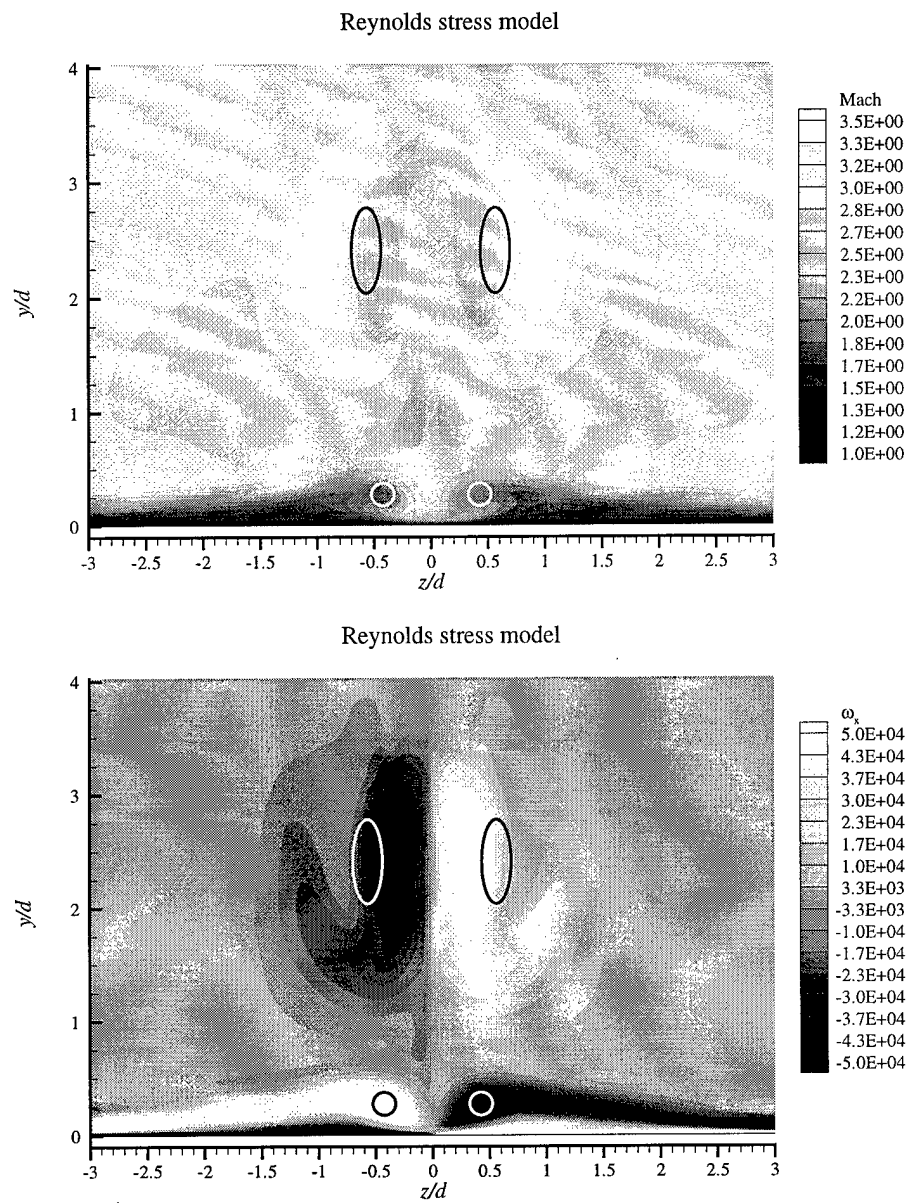 Reynolds stress model
4
3
2
1
0
y/d
-3
-2.5
-2
-1.5
-1
-0.5
0
0.5
1
1.5
2
2.5
3
z/d
Mach
3.5E+00
3.3E+00
3.2E+00
3.0E+00
2.8E+00
2.7E+00
2.5E+00
2.3E+00
2.2E+00
2.0E+00
1.8E+00
1.7E+00
1.5E+00
1.3E+00
1.2E+00
1.0E+00
Reynolds stress model
4
3
2
1
0
y/d
-3
-2.5
-2
-1.5
-1
-0.5
0
0.5
1
1.5
2
2.5
3
z/d
ωₓ
5.0E+04
4.3E+04
3.7E+04
3.0E+04
2.3E+04
1.7E+04
1.0E+04
3.3E+03
-3.3E+03
-1.0E+04
-1.7E+04
-2.3E+04
-3.0E+04
-3.7E+04
-4.3E+04
-5.0E+04